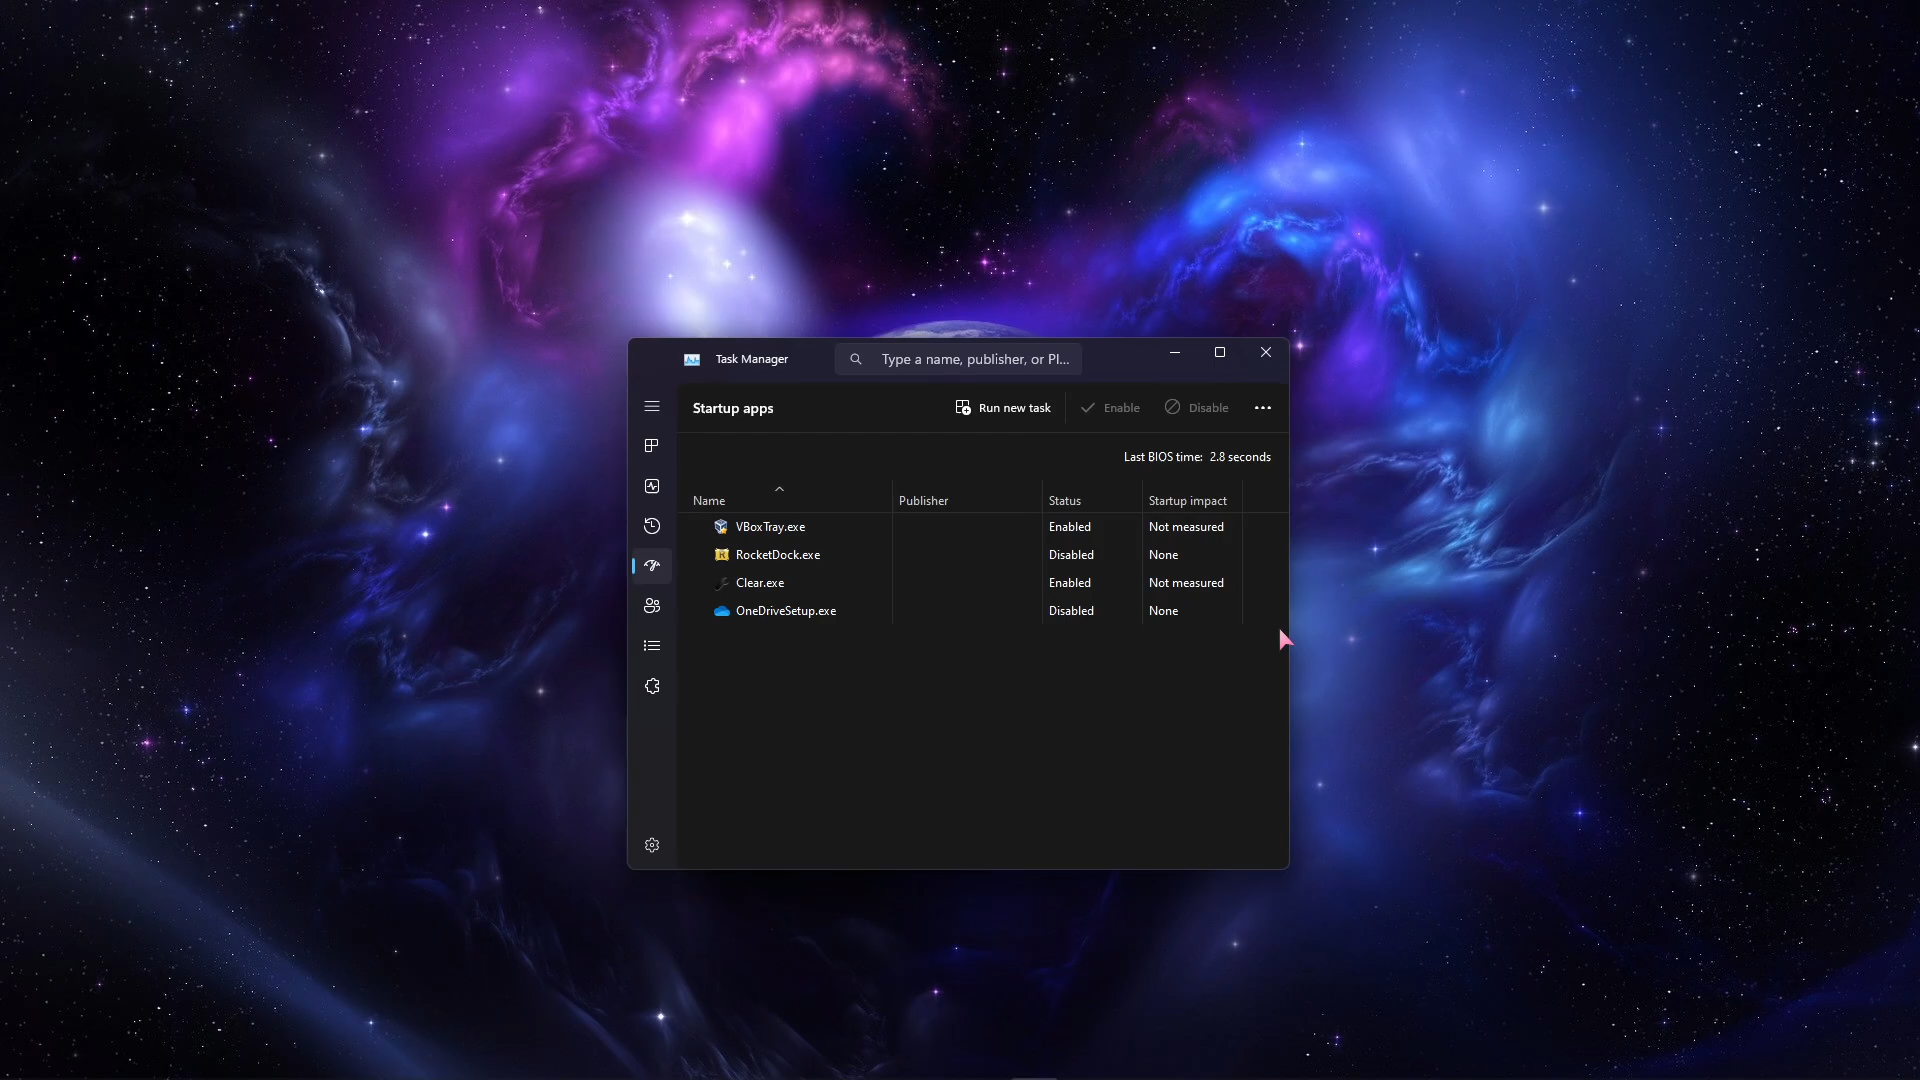 Task Manager
Type a name, publisher, or PI...
Startup apps
Run new task
Enable
Disable
Last BIOS time: 2.8 seconds
Name Publisher Status Startup impact
VBoxTray.exe Enabled Not measured
RocketDock.exe Disabled None
Clear.exe Enabled Not measured
OneDriveSetup.exe Disabled None